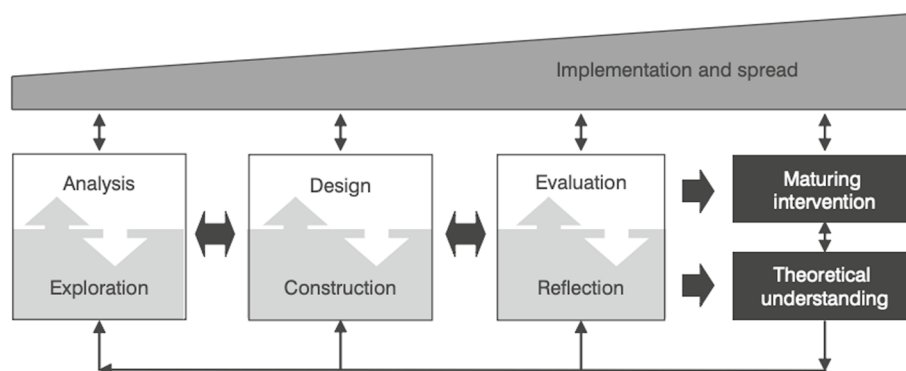 Implementation and spread
Analysis
Design
Evaluation
Maturing
intervention
Exploration
Construction
Reflection
Theoretical
understanding